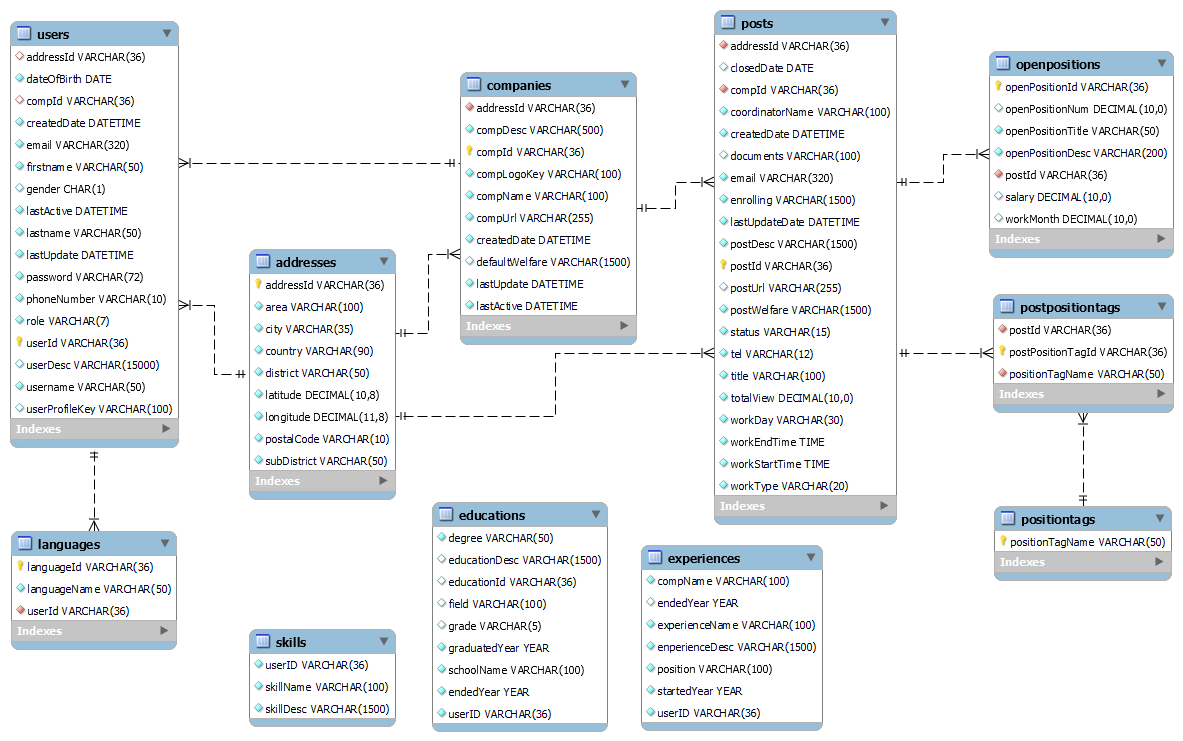 users
addressId VARCHAR(36)
dateOfBirth DATE
compId VARCHAR(36)
createdDate DATETIME
email VARCHAR(320)
firstname VARCHAR(50)
gender CHAR(1)
lastActive DATETIME
lastname VARCHAR(50)
lastUpdate DATETIME
password VARCHAR(72)
phoneNumber VARCHAR(10)
role VARCHAR(7)
userId VARCHAR(36)
userDesc VARCHAR(15000)
username VARCHAR(50)
userProfileKey VARCHAR(100)
Indexes
languages
languageId VARCHAR(36)
languageName VARCHAR(50)
userId VARCHAR(36)
Indexes
addresses
addressId VARCHAR(36)
area VARCHAR(100)
city VARCHAR(35)
country VARCHAR(90)
district VARCHAR(50)
latitude DECIMAL(10,8)
longitude DECIMAL(11,8)
postalCode VARCHAR(10)
subDistrict VARCHAR(50)
Indexes
skills
userID VARCHAR(36)
skillName VARCHAR(100)
skillDesc VARCHAR(1500)
companies
addressId VARCHAR(36)
compDesc VARCHAR(500)
compId VARCHAR(36)
compLogoKey VARCHAR(100)
compName VARCHAR(100)
compUrl VARCHAR(255)
createdDate DATETIME
defaultWelfare VARCHAR(1500)
lastUpdate DATETIME
lastActive DATETIME
Indexes
educations
degree VARCHAR(50)
educationDesc VARCHAR(1500)
educationId VARCHAR(36)
field VARCHAR(100)
grade VARCHAR(5)
graduatedYear YEAR
schoolName VARCHAR(100)
endedYear YEAR
userID VARCHAR(36)
experiences
compName VARCHAR(100)
endedYear YEAR
experienceName VARCHAR(100)
enperienceDesc VARCHAR(1500)
position VARCHAR(100)
startedYear YEAR
userID VARCHAR(36)
posts
addressId VARCHAR(36)
closedDate DATE
compId VARCHAR(36)
coordinatorName VARCHAR(100)
createdDate DATETIME
documents VARCHAR(100)
email VARCHAR(320)
enrolling VARCHAR(1500)
lastUpdateDate DATETIME
postDesc VARCHAR(1500)
postId VARCHAR(36)
postUrl VARCHAR(255)
postWelfare VARCHAR(1500)
status VARCHAR(15)
tel VARCHAR(12)
title VARCHAR(100)
totalView DECIMAL(10,0)
workDay VARCHAR(30)
workEndTime TIME
workStartTime TIME
workType VARCHAR(20)
Indexes
openpositions
openPositionId VARCHAR(36)
openPositionNum DECIMAL(10,0)
openPositionTitle VARCHAR(50)
openPositionDesc VARCHAR(200)
postId VARCHAR(36)
salary DECIMAL(10,0)
workMonth DECIMAL(10,0)
Indexes
postpositiontags
postId VARCHAR(36)
postPositionTagId VARCHAR(36)
positionTagName VARCHAR(50)
Indexes
positiontags
positionTagName VARCHAR(50)
Indexes